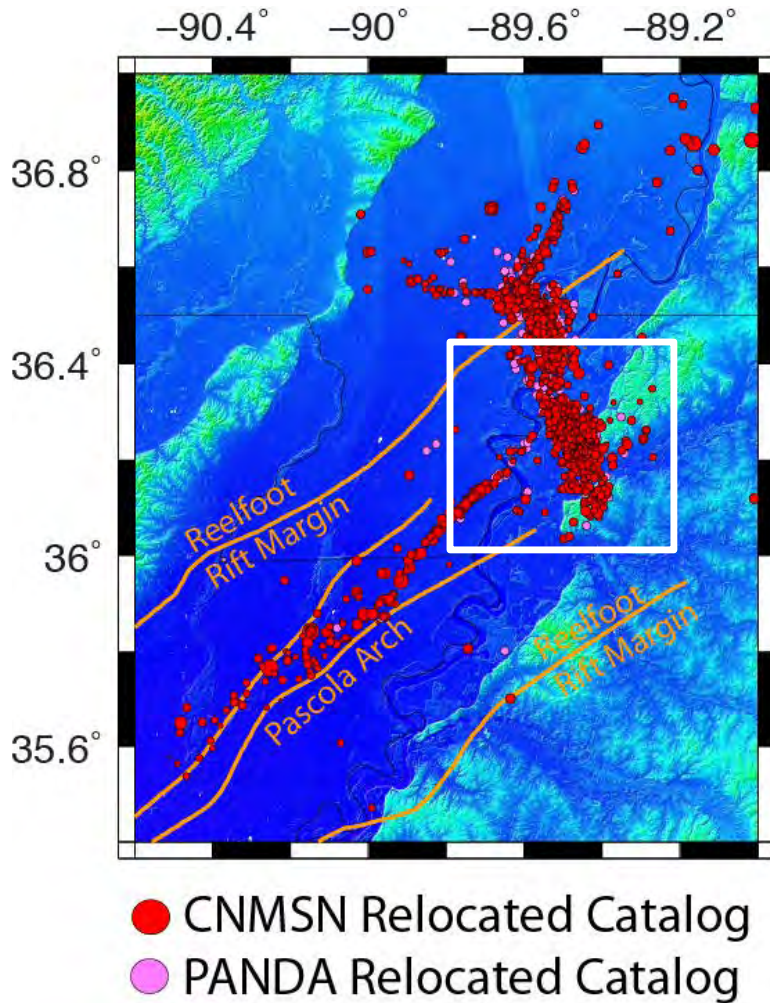 −90.4° −90° −89.6° −89.2°
36.8°
36.4°
36°
35.6°
Reelfoot
Rift Margin
Pascola Arch
Reelfoot
Rift Margin
CNMSN Relocated Catalog
PANDA Relocated Catalog